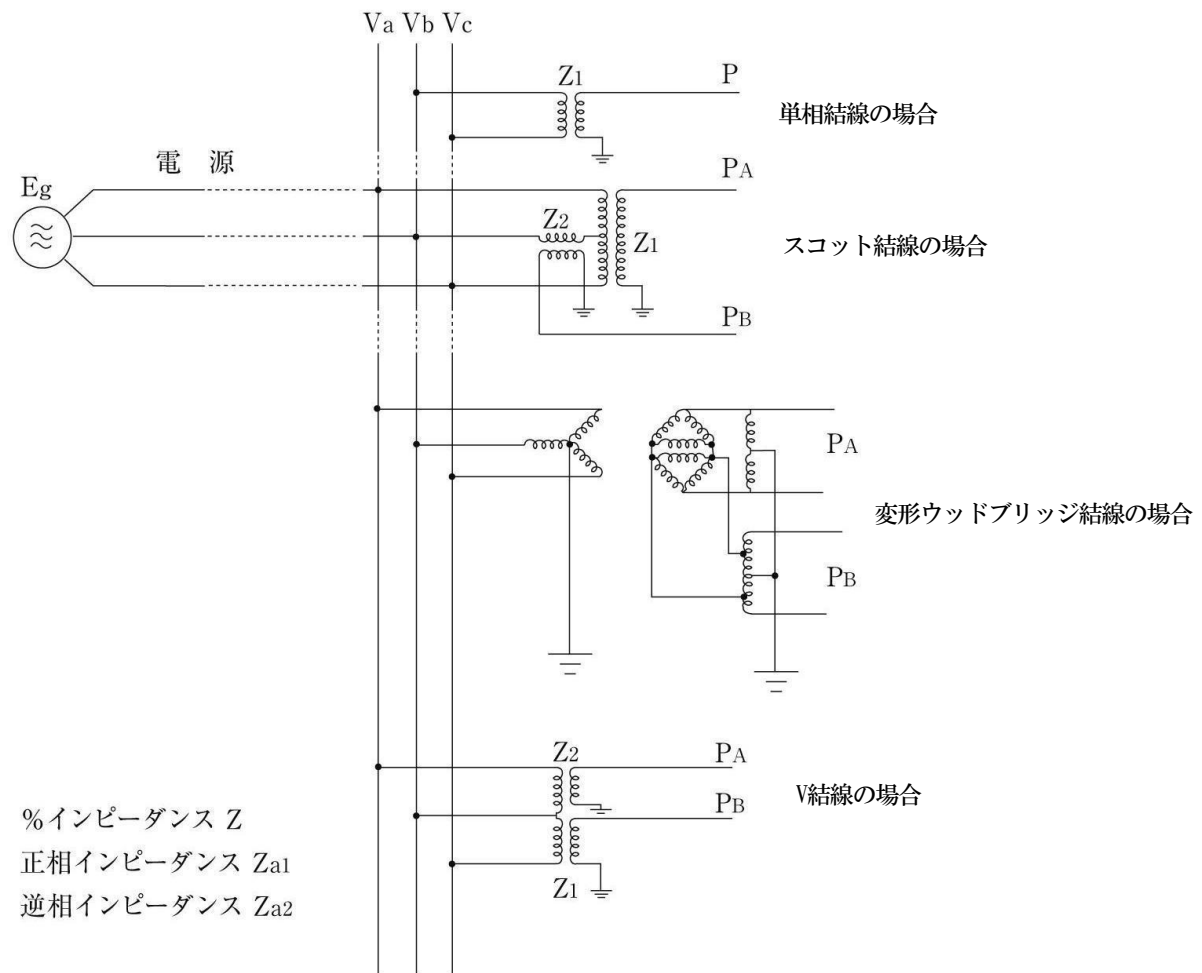 Va Vb Vc
Z1
P
単相結線の場合
電 源
Eg
PA
Z2
Z1
スコット結線の場合
PB
PA
変形ウッドブリッジ結線の場合
PB
Z2
PA
PB
V結線の場合
Z1
%インピーダンス Z
正相インピーダンス Za1
逆相インピーダンス Za2